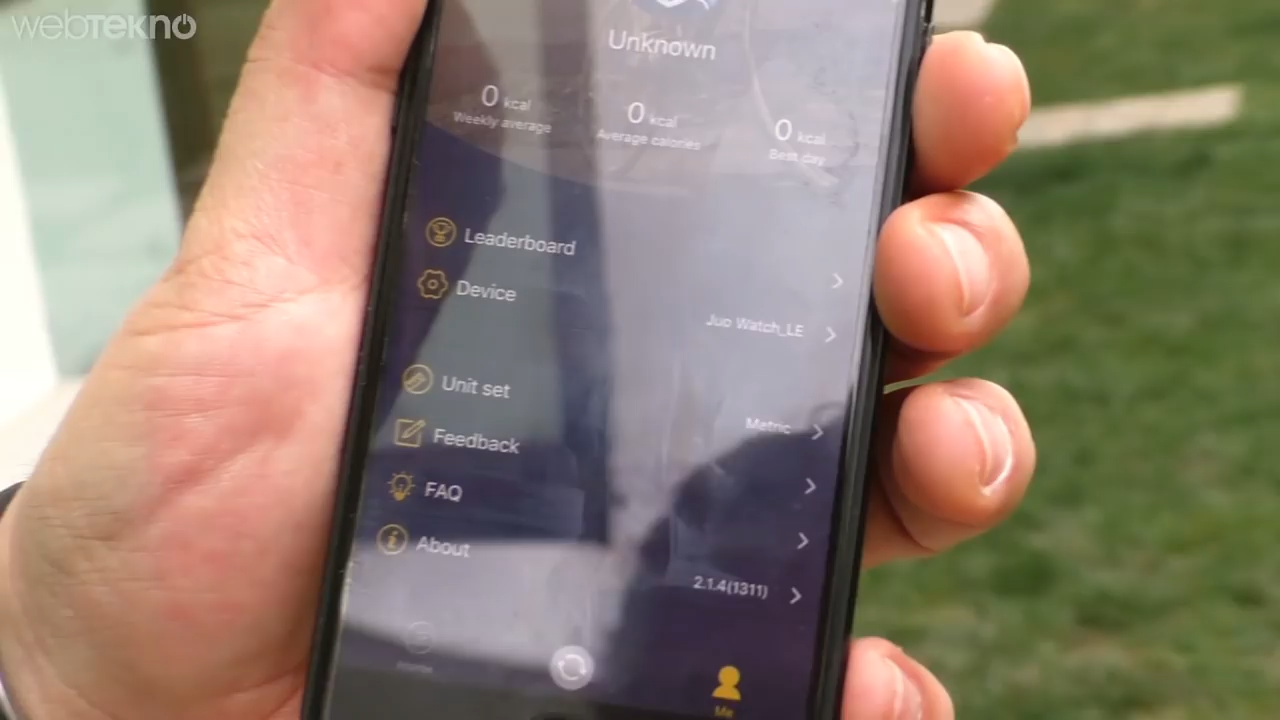 webtekno
Unknown
0 kcal 0 kcal 0 kcal
Weekly average Average calories Best day
Leaderboard
Device Juo Watch_LE
Unit set Metric
Feedback
FAQ
About 2.1.4(1311)
Me